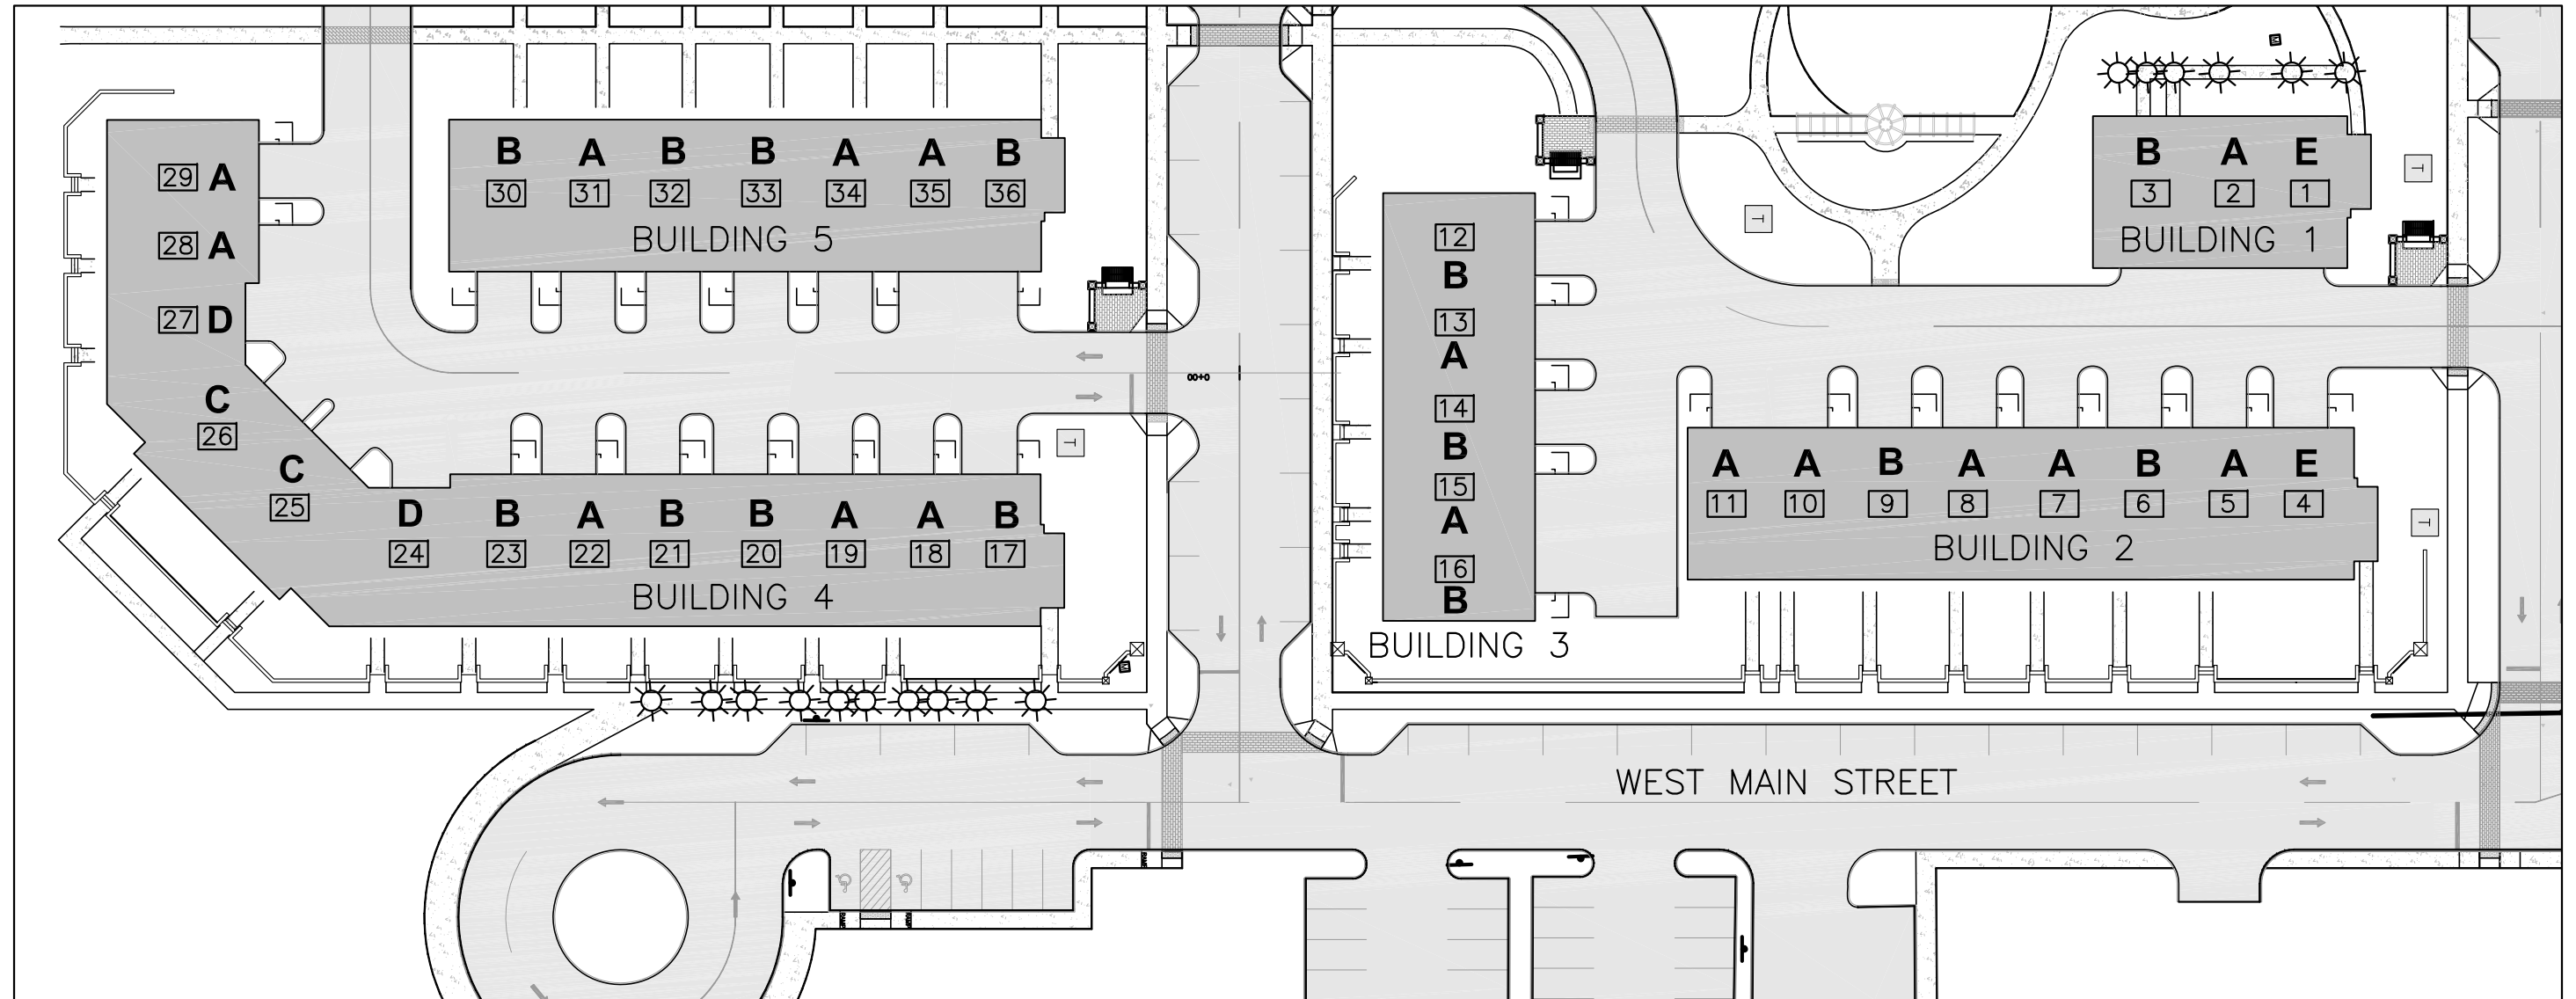 B A B B A A B
30 31 32 33 34 35 36
BUILDING 5
29 A
28 A
27 D
C
26
C
25
D B A B B A A B
24 23 22 21 20 19 18 17
BUILDING 4
0+00
T
12
B
13
A
14
B
15
A
16
B
BUILDING 3
B A E
3 2 1
BUILDING 1
T
T
A A B A A B A E
11 10 9 8 7 6 5 4
BUILDING 2
T
WEST MAIN STREET